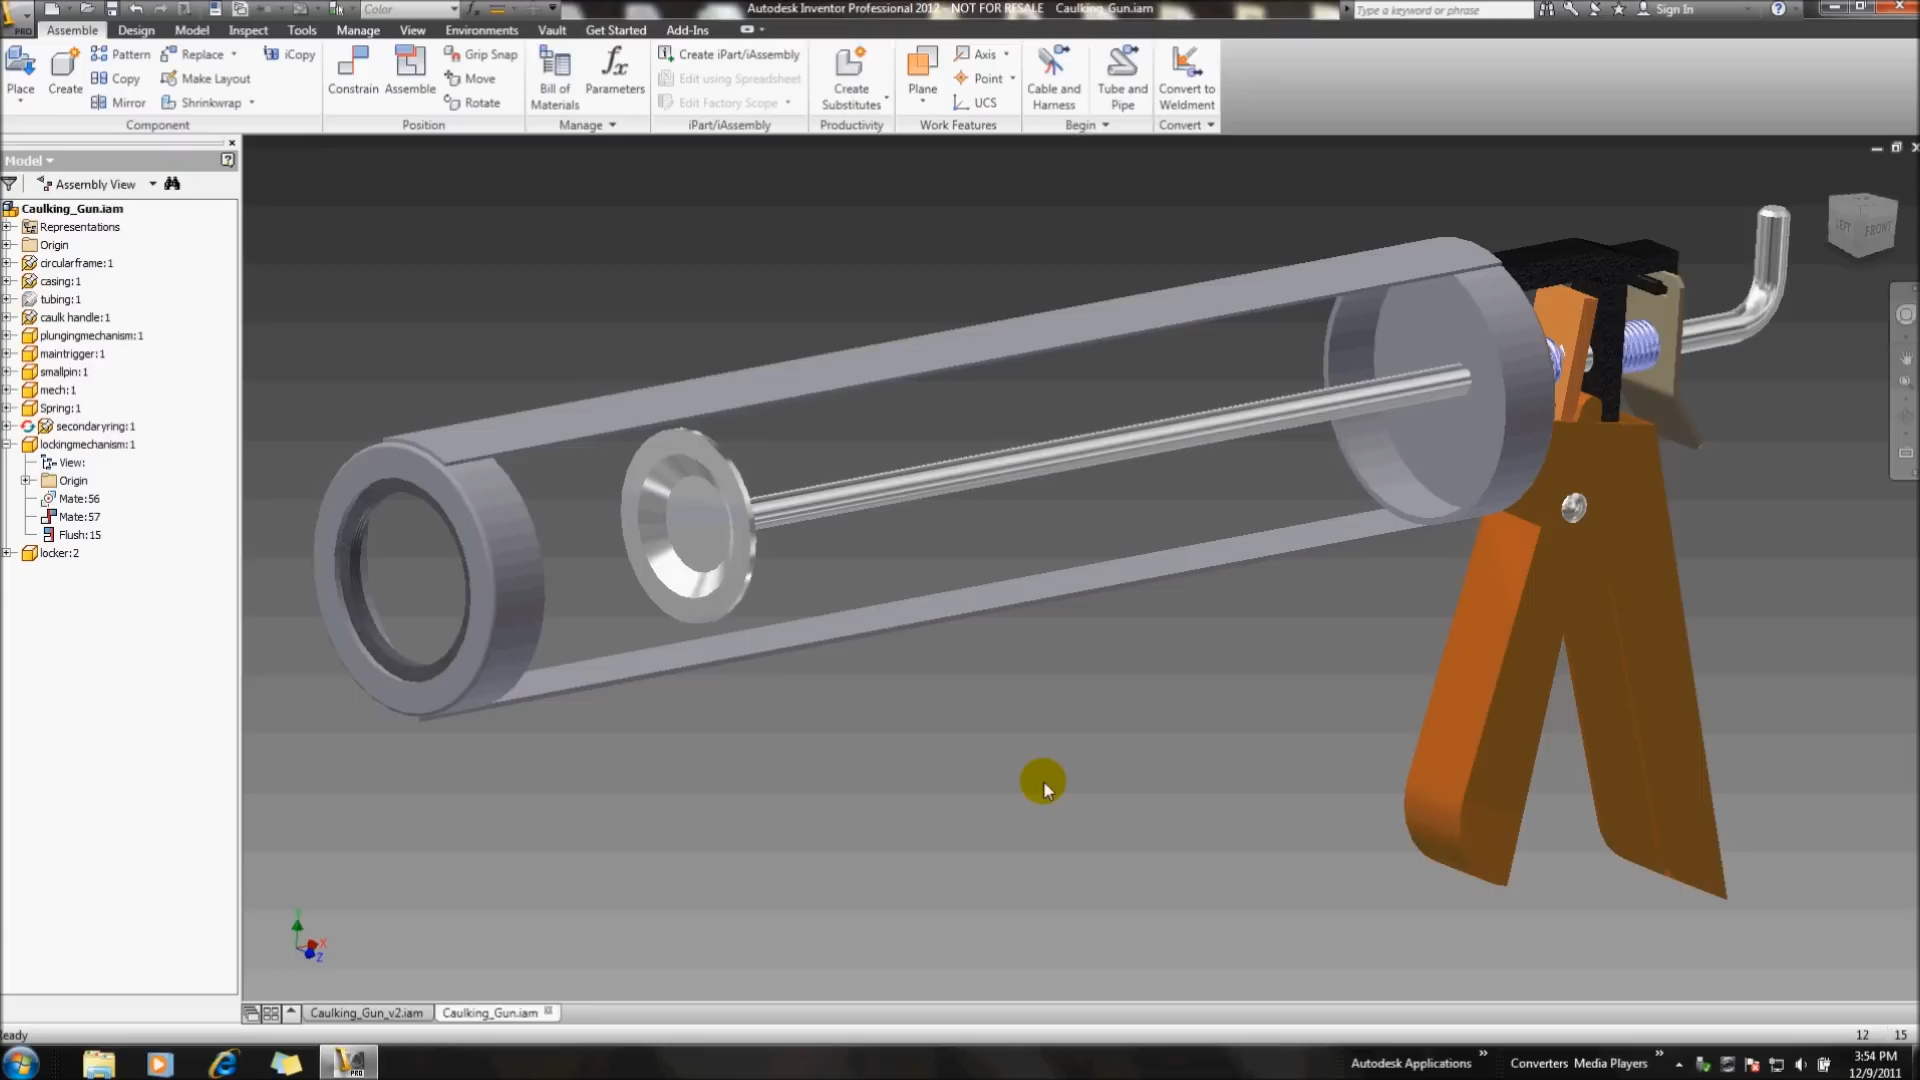 Color
Autodesk Inventor Professional 2012 - NOT FOR RESALE Caulking_Gun.iam
Type a keyword or phrase
Sign In
PRO
Assemble Design Model Inspect Tools Manage View Environments Vault Get Started Add-Ins
Place
Create
Pattern
Copy
Mirror
Replace
Make Layout
Shrinkwrap
iCopy
Component
Constrain
Assemble
Grip Snap
Move
Rotate
Position
Bill of
Materials
Parameters
Manage
Create iPart/iAssembly
Edit using Spreadsheet
Edit Factory Scope
iPart/iAssembly
Create
Substitutes
Productivity
Plane
Axis
Point
UCS
Work Features
Cable and
Harness
Tube and
Pipe
Begin
Convert to
Weldment
Convert
Model
Assembly View
Caulking_Gun.iam
Representations
Origin
circularframe:1
casing:1
tubing:1
caulk handle:1
plungingmechanism:1
maintrigger:1
smallpin:1
mech:1
Spring:1
secondaryring:1
lockingmechanism:1
View:
Origin
Mate:56
Mate:57
Flush:15
locker:2
LEFT
FRONT
X
Z
Caulking_Gun_v2.iam
Caulking_Gun.iam
Ready
12 15
PRO
Autodesk Applications
Converters Media Players
3:54 PM
12/9/2011